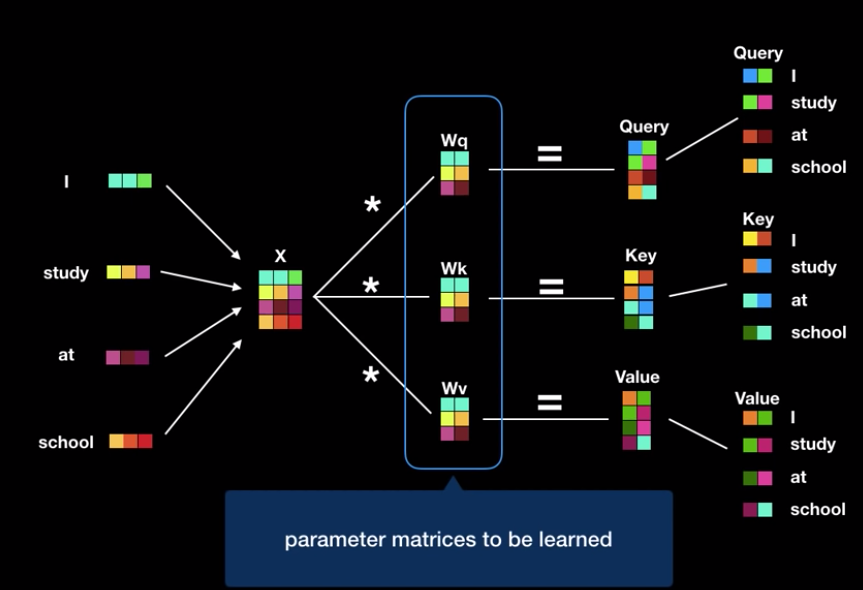 I
study
at
school
X
*
*
*
Wq
Wk
Wv
=
=
=
Query
Key
Value
Query
I
study
at
school
Key
I
study
at
school
Value
I
study
at
school
parameter matrices to be learned